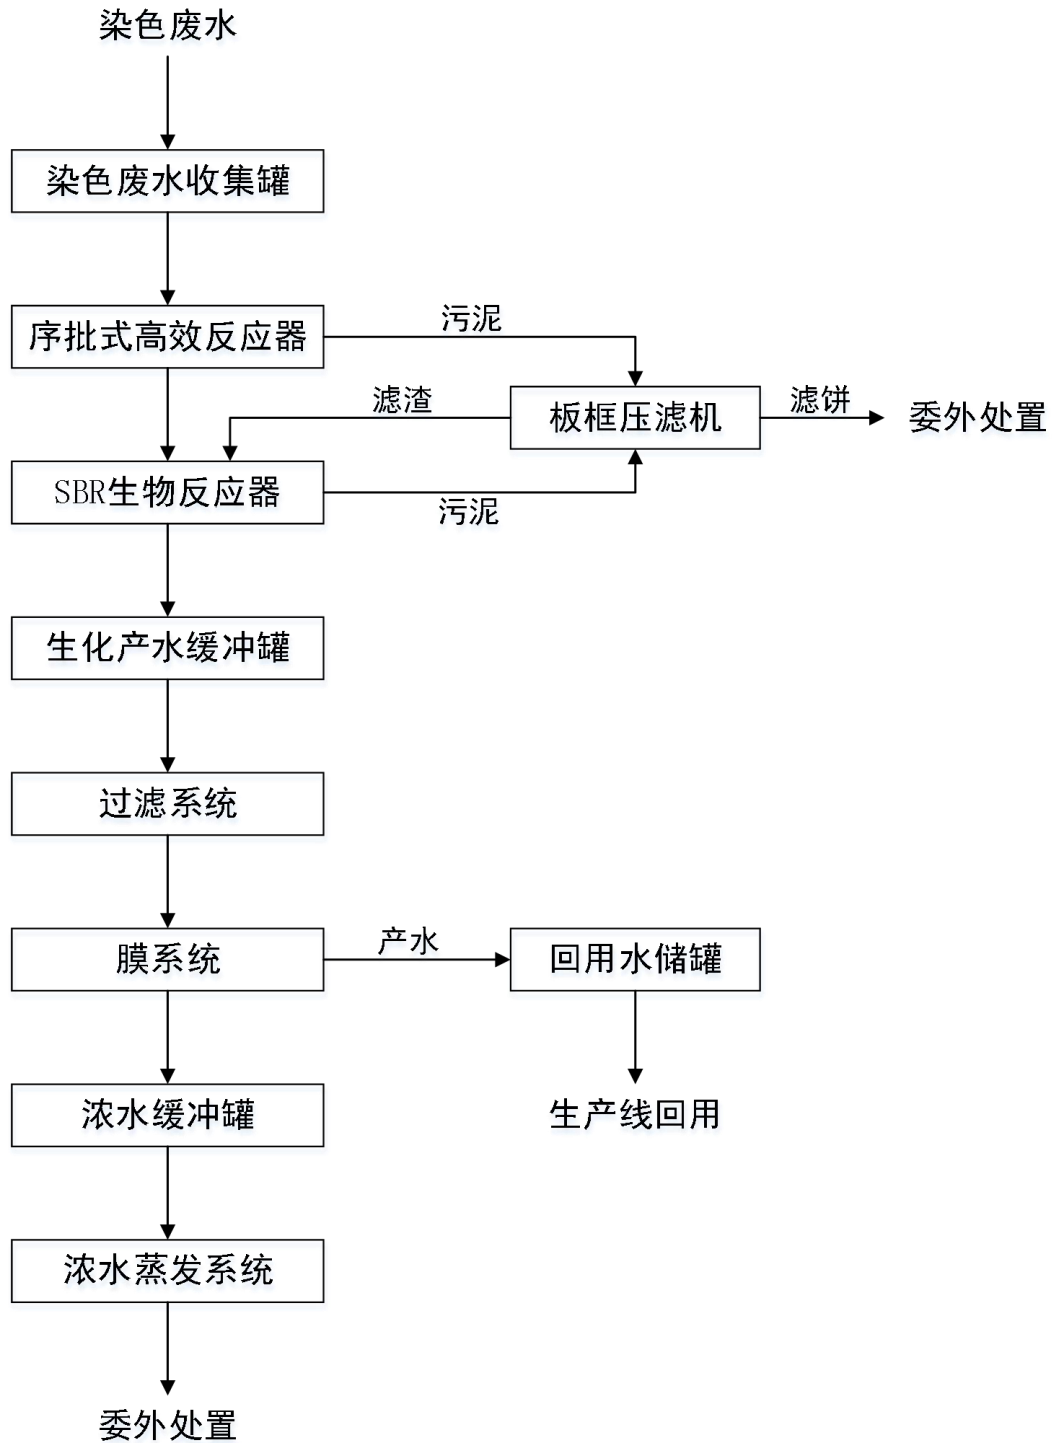 染色废水
染色废水收集罐
序批式高效反应器
污泥
滤渣
板框压滤机
滤饼
委外处置
SBR生物反应器
污泥
生化产水缓冲罐
过滤系统
膜系统
产水
回用水储罐
浓水缓冲罐
生产线回用
浓水蒸发系统
委外处置